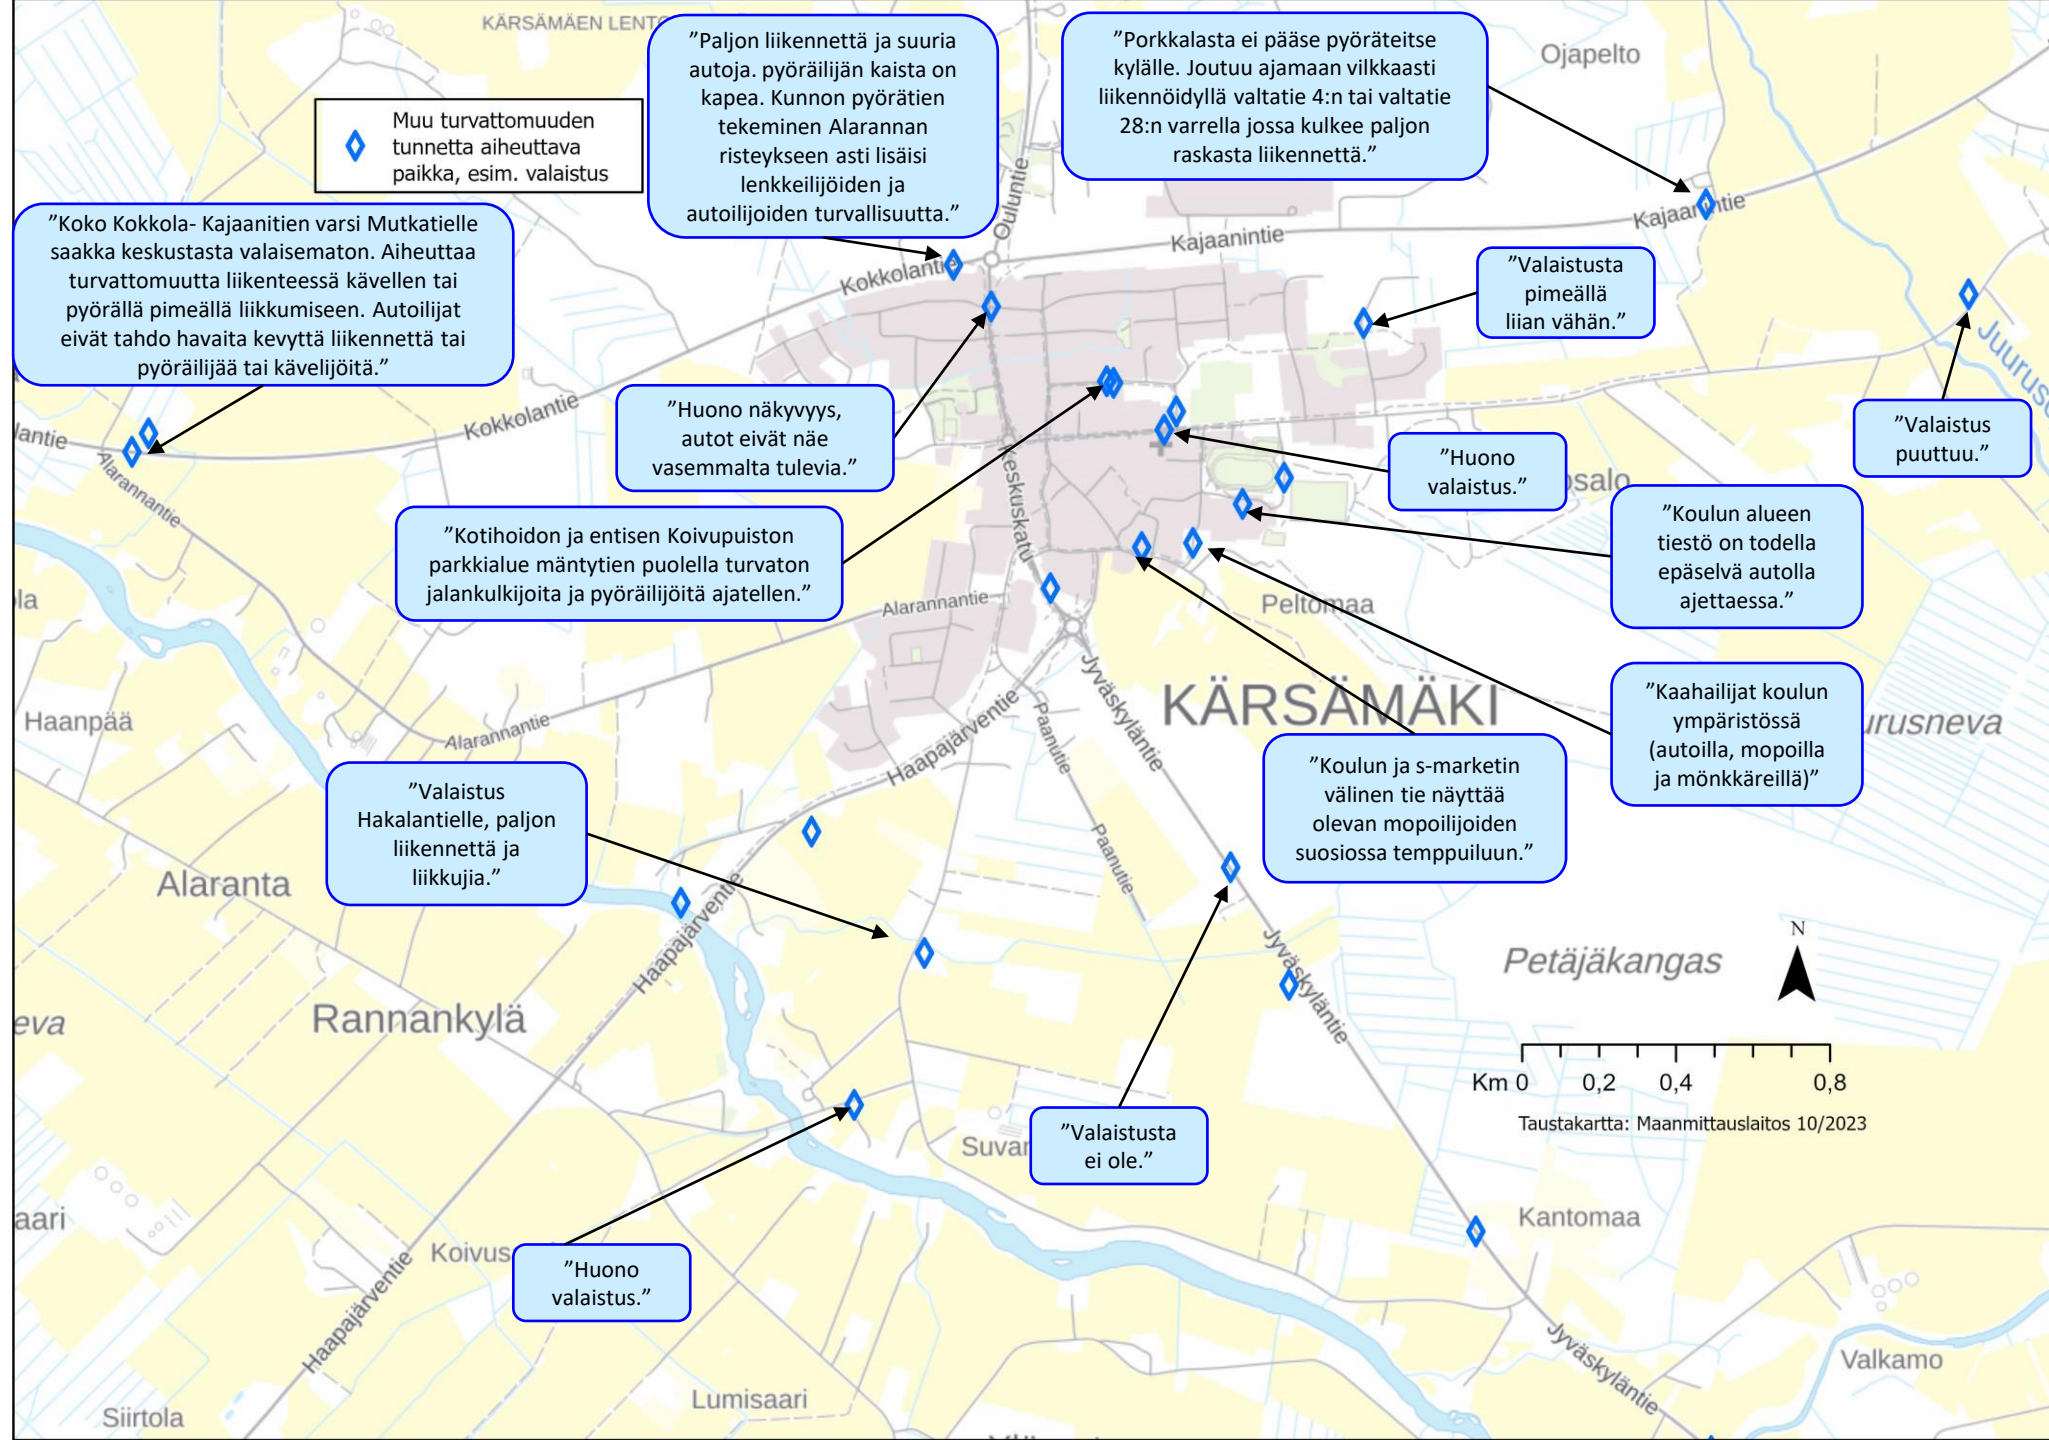 KÄRSÄMÄEN
Muu turvattomuuden
tunnetta aiheuttava
paikka, esim. valaistus
”Paljon liikennettä ja suuria
autoja. pyöräilijän kaista on
kapea. Kunnon pyörätien
tekeminen Alarannan
risteykseen asti lisäisi
lenkkeilijöiden ja
autoilijoiden turvallisuutta.”
”Porkkalasta ei pääse pyöräteitse
kylälle. Joutuu ajamaan vilkkaasti
liikennöidyllä valtatie 4:n tai valtatie
28:n varrella jossa kulkee paljon
raskasta liikennettä.”
Ojapelto
”Koko Kokkola- Kajaanitien varsi Mutkatielle
saakka keskustasta valaisematon. Aiheuttaa
turvattomuutta liikenteessä kävellen tai
pyörällä pimeällä liikkumiseen. Autoilijat
eivät tahdo havaita kevyttä liikennettä tai
pyöräilijää tai kävelijöitä.”
Ouluntie
Kajaanintie
Kajaanintie
Kokkolantie
Kokkolantie
”Valaistusta
pimeällä
liian vähän.”
”Huono näkyvyys,
autot eivät näe
vasemmalta tulevia.”
”Huono
valaistus.”
”Valaistus
puuttuu.”
Alarannantie
Keskuskatu
”Kotihoidon ja entisen Koivupuiston
parkkialue mäntytien puolella turvaton
jalankulkijoita ja pyöräilijöitä ajatellen.”
”Koulun alueen
tiestö on todella
epäselvä autolla
ajettaessa.”
Alarannantie
Peltomaa
Haanpää
Alarannantie
Haapajärventie
Paanutie
Jyväskyläntie
KÄRSÄMÄKI
”Kaahailijat koulun
ympäristössä
(autoilla, mopoilla
ja mönkkäreillä)”
”Koulun ja s-marketin
välinen tie näyttää
olevan mopoilijoiden
suosiossa temppuiluun.”
”Valaistus
Hakalantielle, paljon
liikennettä ja
liikkujia.”
Alaranta
Paanutie
Haapajärventie
Jyväskyläntie
Petäjäkangas
N
Rannankylä
Km 0 0,2 0,4 0,8
Taustakartta: Maanmittauslaitos 10/2023
”Valaistusta
ei ole.”
Kantomaa
”Huono
valaistus.”
Haapajärventie
Jyväskyläntie
Valkamo
Lumisaari
Siirtola